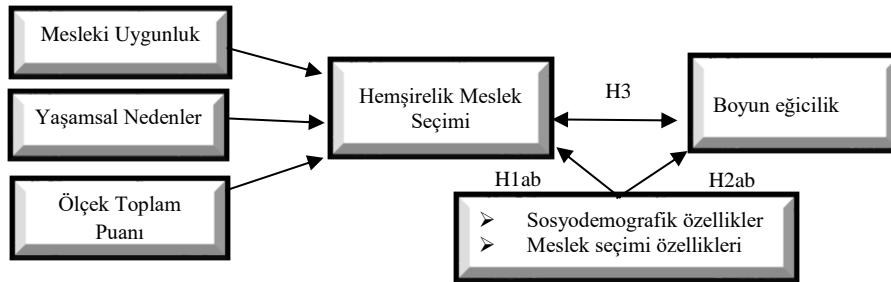 Mesleki Uygunluk
Yaşamsal Nedenler
Ölçek Toplam
Puanı
Hemşirelik Meslek
Seçimi
H3
Boyun eğicilik
H1ab
H2ab
➢ Sosyodemografik özellikler
➢ Meslek seçimi özellikleri